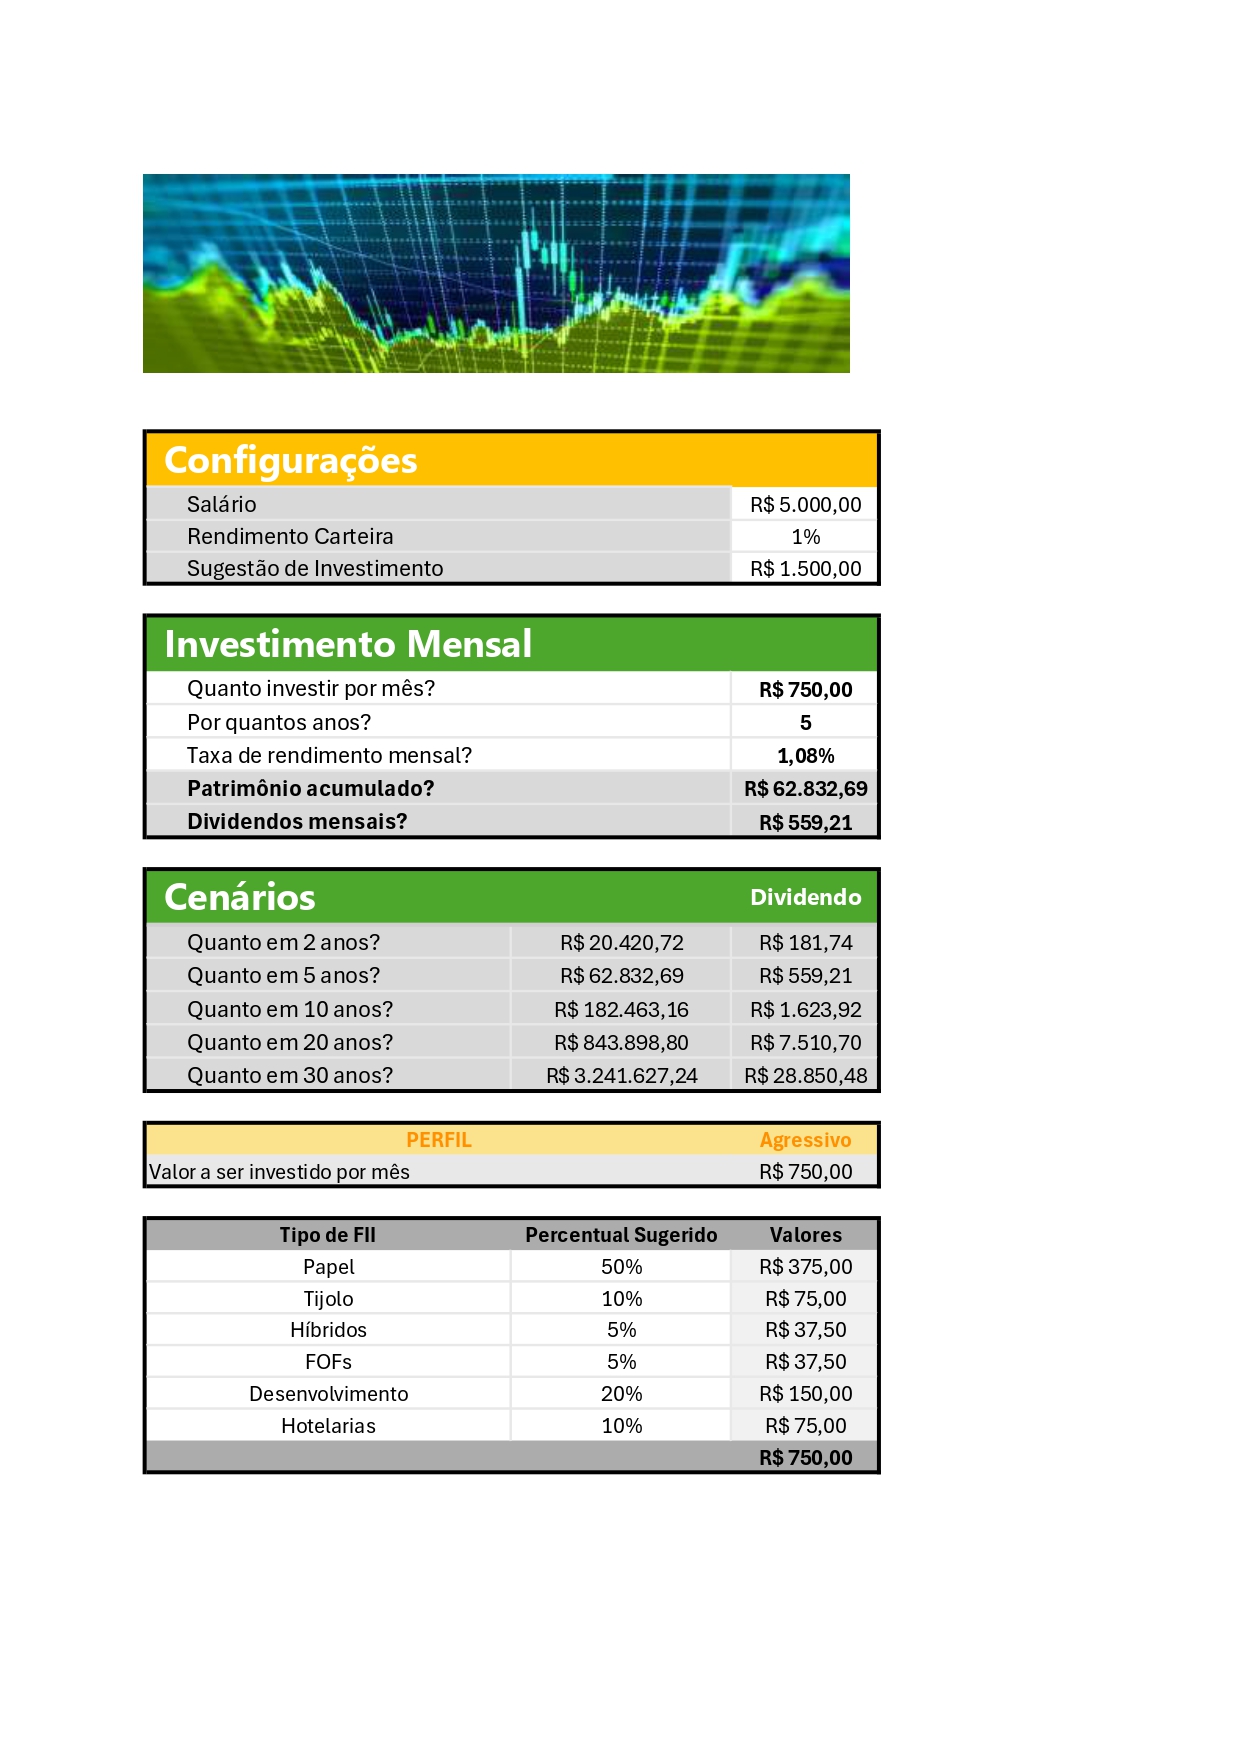 Configurações
Salário R$ 5.000,00
Rendimento Carteira 1%
Sugestão de Investimento R$ 1.500,00
Investimento Mensal
Quanto investir por mês? R$ 750,00
Por quantos anos? 5
Taxa de rendimento mensal? 1,08%
Patrimônio acumulado? R$ 62.832,69
Dividendos mensais? R$ 559,21
Cenários Dividendo
Quanto em 2 anos? R$ 20.420,72 R$ 181,74
Quanto em 5 anos? R$ 62.832,69 R$ 559,21
Quanto em 10 anos? R$ 182.463,16 R$ 1.623,92
Quanto em 20 anos? R$ 843.898,80 R$ 7.510,70
Quanto em 30 anos? R$ 3.241.627,24 R$ 28.850,48
PERFIL Agressivo
Valor a ser investido por mês R$ 750,00
Tipo de FII Percentual Sugerido Valores
Papel 50% R$ 375,00
Tijolo 10% R$ 75,00
Híbridos 5% R$ 37,50
FOFs 5% R$ 37,50
Desenvolvimento 20% R$ 150,00
Hotelarias 10% R$ 75,00
R$ 750,00